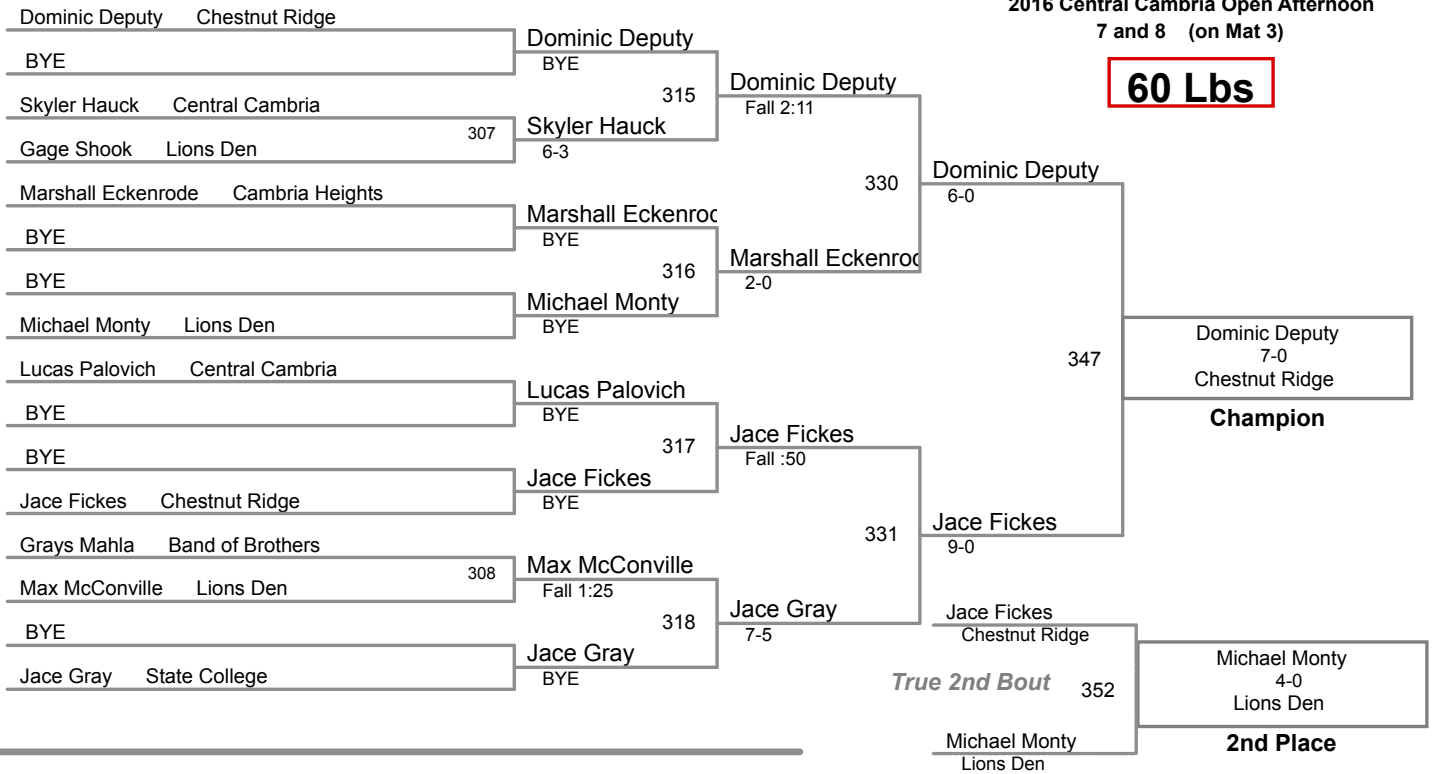 2016 Central Cambria Open Afternoon
7 and 8 (on Mat 3)
60 Lbs
Dominic Deputy Chestnut Ridge
BYE
Skyler Hauck Central Cambria
Gage Shook Lions Den
Marshall Eckenrode Cambria Heights
BYE
BYE
Michael Monty Lions Den
Lucas Palovich Central Cambria
BYE
BYE
Jace Fickes Chestnut Ridge
Grays Mahla Band of Brothers
Max McConville Lions Den
BYE
Jace Gray State College
307
308
Dominic Deputy
BYE
Skyler Hauck
6-3
Marshall Eckenroc
BYE
Michael Monty
BYE
Lucas Palovich
BYE
Jace Fickes
BYE
Max McConville
Fall 1:25
Jace Gray
BYE
315
316
317
318
Dominic Deputy
Fall 2:11
Marshall Eckenroc
2-0
Jace Fickes
Fall :50
Jace Gray
7-5
330
331
Dominic Deputy
6-0
Jace Fickes
9-0
347
Dominic Deputy
7-0
Chestnut Ridge
Champion
Jace Fickes
Chestnut Ridge
True 2nd Bout 352
Michael Monty
Lions Den
Michael Monty
4-0
Lions Den
2nd Place